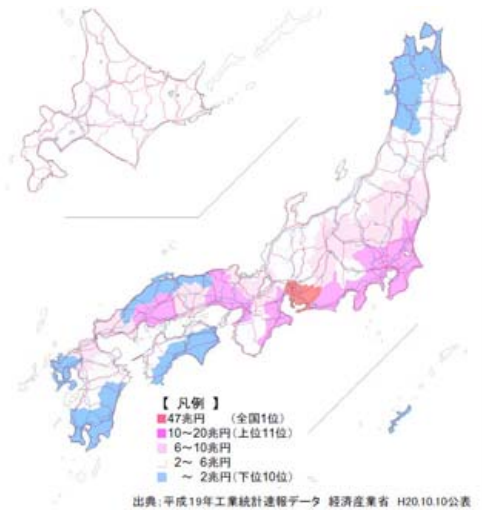 【 凡例 】
47兆円 (全国1位)
10~20兆円(上位11位)
6~10兆円
2~ 6兆円
~ 2兆円(下位10位)
出典:平成19年工業統計速報データ 経済産業省 H20.10.10公表